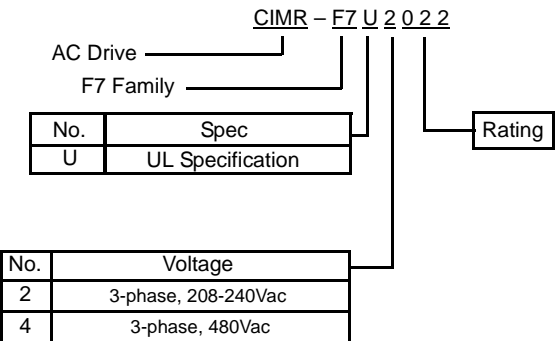 CIMR – F7 U 2 0 2 2
AC Drive
F7 Family
No. Spec
U UL Specification
Rating
No. Voltage
2 3-phase, 208-240Vac
4 3-phase, 480Vac